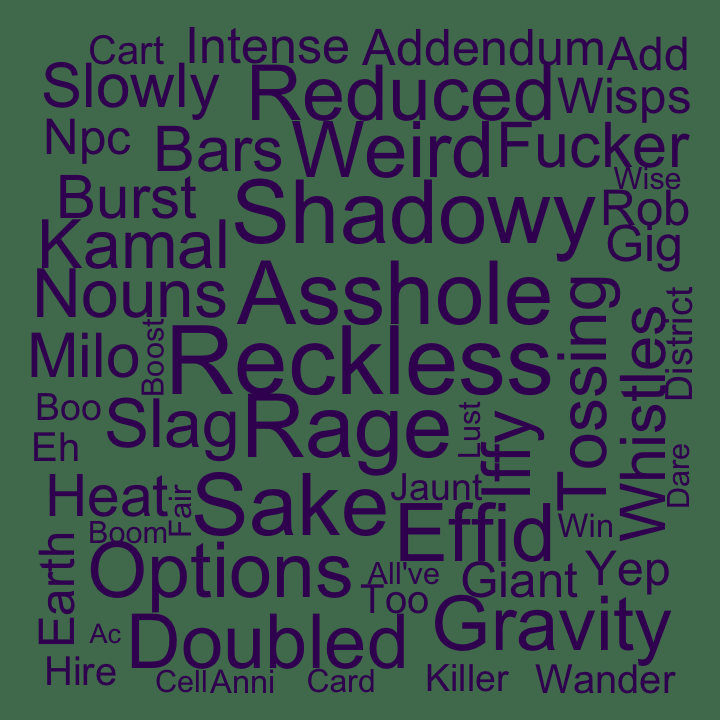 Cart Intense Addendum Add
Slowly Reduced Wisps
Npc Bars Weird Fucker
Wise
Burst Shadowy Rob
Kamal Gig
Nouns Asshole Tossing District
Milo Boost Reckless Whistles
Boo Slag Rage Lust Iffy
Eh Dare
Heat Fair Sake Jaunt
Boom Effid Win
Earth Options All've Giant Yep
Too
Ac Doubled Gravity
Hire Cell Anni Card Killer Wander